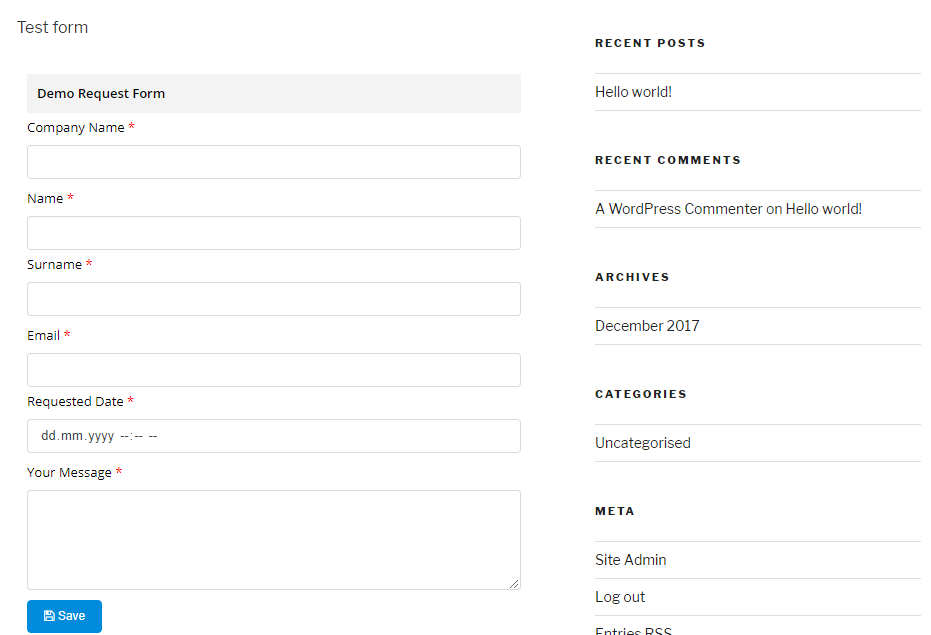 Test form
Demo Request Form
Company Name *
Name *
Surname *
Email *
Requested Date *
dd.mm.yyyy --:-- --
Your Message *
Save
RECENT POSTS
Hello world!
RECENT COMMENTS
A WordPress Commenter on Hello world!
ARCHIVES
December 2017
CATEGORIES
Uncategorised
META
Site Admin
Log out
Entries RSS